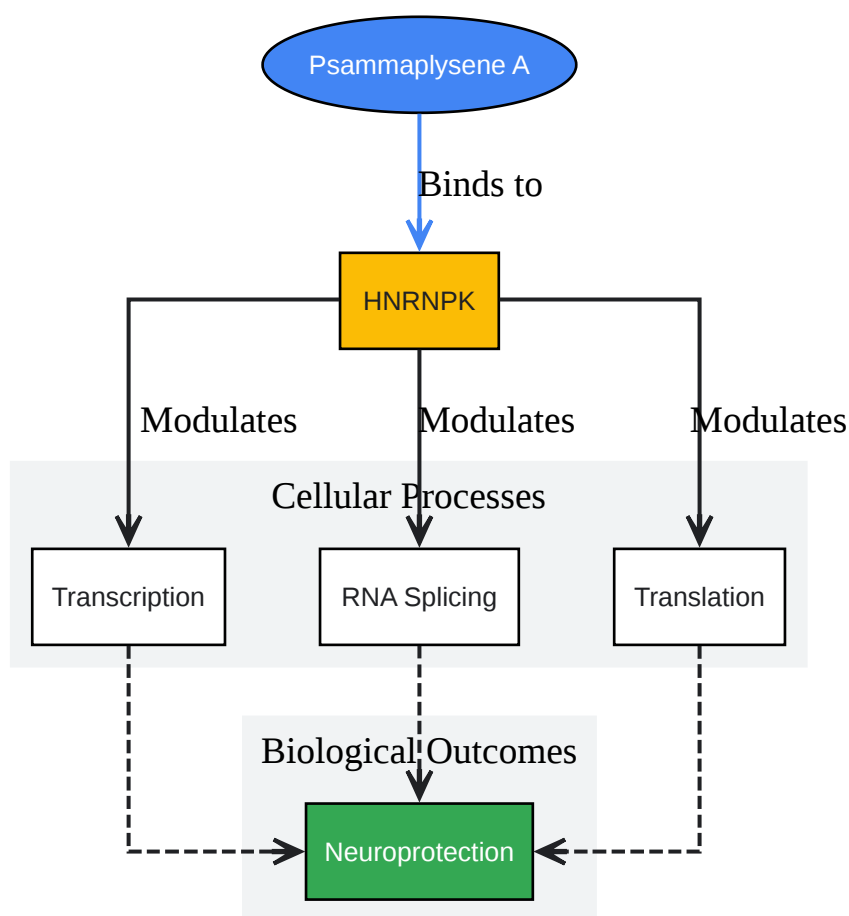 Psammaplysene A
Binds to
HNRNPK
Modulates
Modulates
Modulates
Cellular Processes
Transcription
RNA Splicing
Translation
Biological Outcomes
Neuroprotection